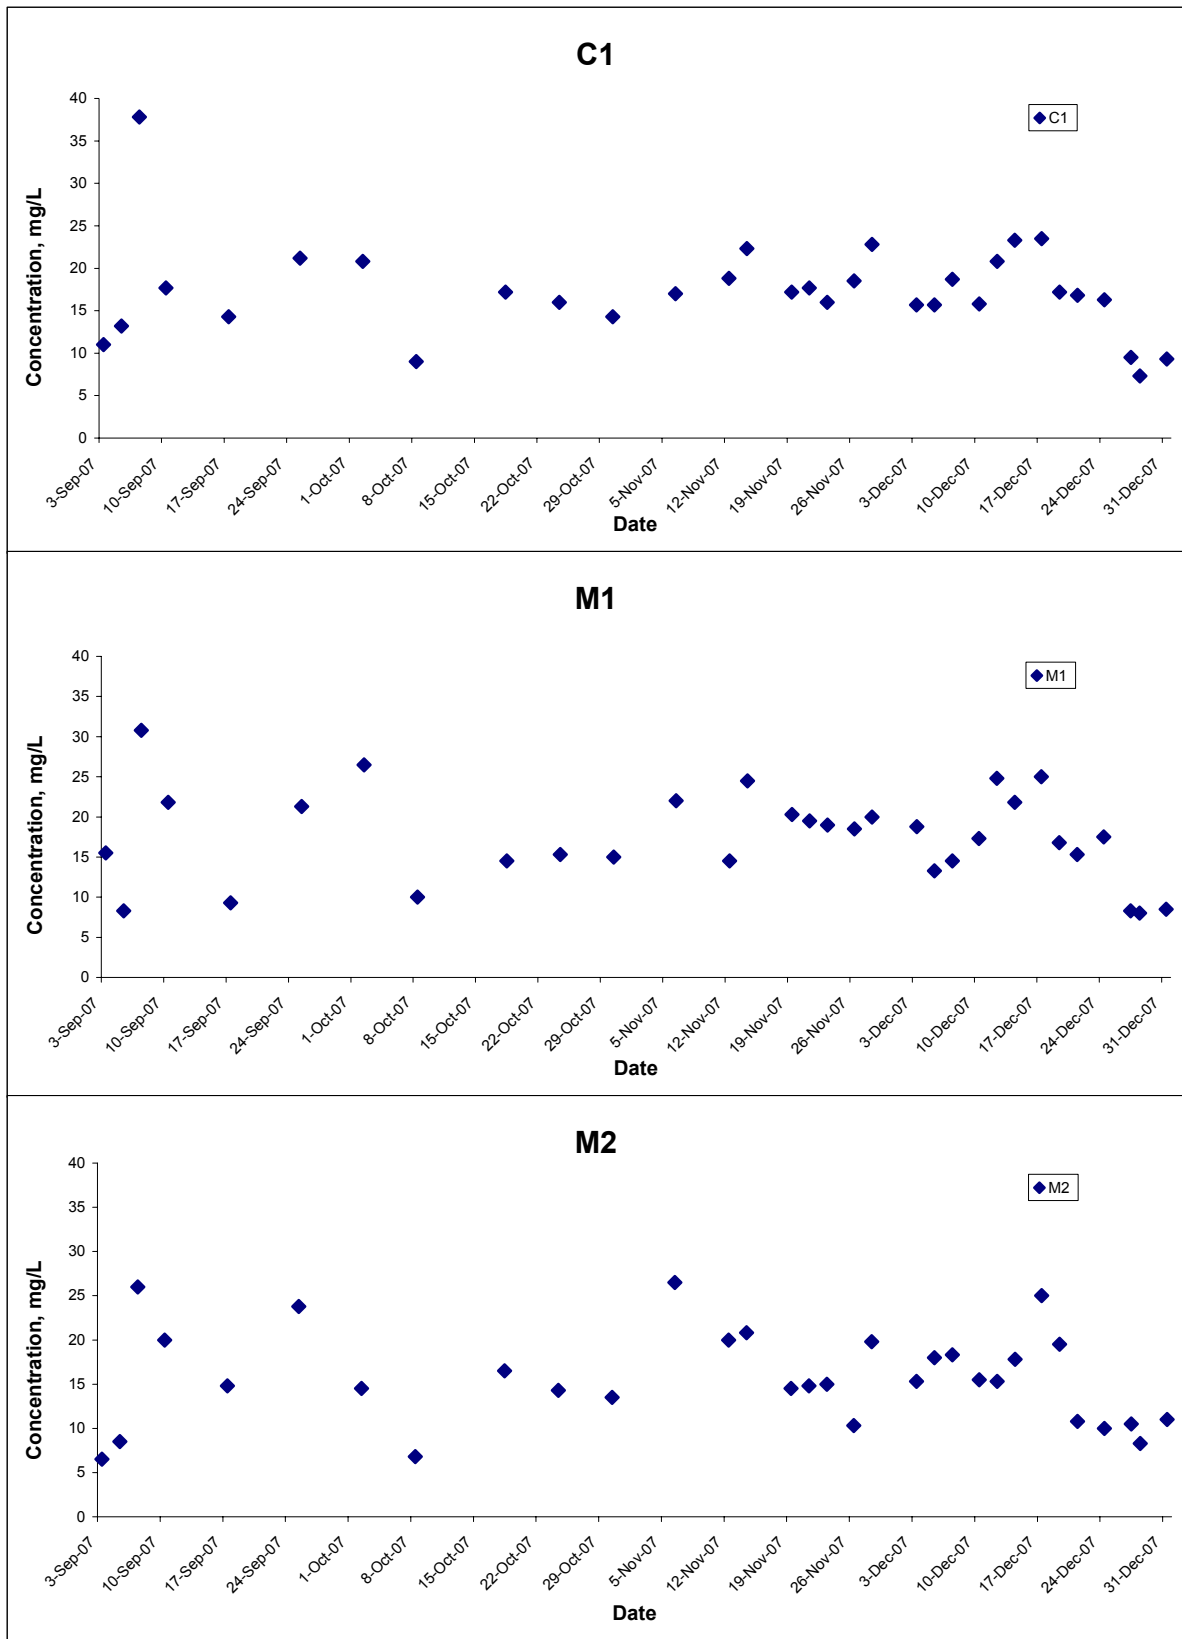 C1
40
35
30
25
20
15
10
5
0
Concentration, mg/L
C1
3-Sep-07
10-Sep-07
17-Sep-07
24-Sep-07
1-Oct-07
8-Oct-07
15-Oct-07
22-Oct-07
29-Oct-07
5-Nov-07
12-Nov-07
19-Nov-07
26-Nov-07
3-Dec-07
10-Dec-07
17-Dec-07
24-Dec-07
31-Dec-07
Date
M1
40
35
30
25
20
15
10
5
0
Concentration, mg/L
M1
3-Sep-07
10-Sep-07
17-Sep-07
24-Sep-07
1-Oct-07
8-Oct-07
15-Oct-07
22-Oct-07
29-Oct-07
5-Nov-07
12-Nov-07
19-Nov-07
26-Nov-07
3-Dec-07
10-Dec-07
17-Dec-07
24-Dec-07
31-Dec-07
Date
M2
40
35
30
25
20
15
10
5
0
Concentration, mg/L
M2
3-Sep-07
10-Sep-07
17-Sep-07
24-Sep-07
1-Oct-07
8-Oct-07
15-Oct-07
22-Oct-07
29-Oct-07
5-Nov-07
12-Nov-07
19-Nov-07
26-Nov-07
3-Dec-07
10-Dec-07
17-Dec-07
24-Dec-07
31-Dec-07
Date